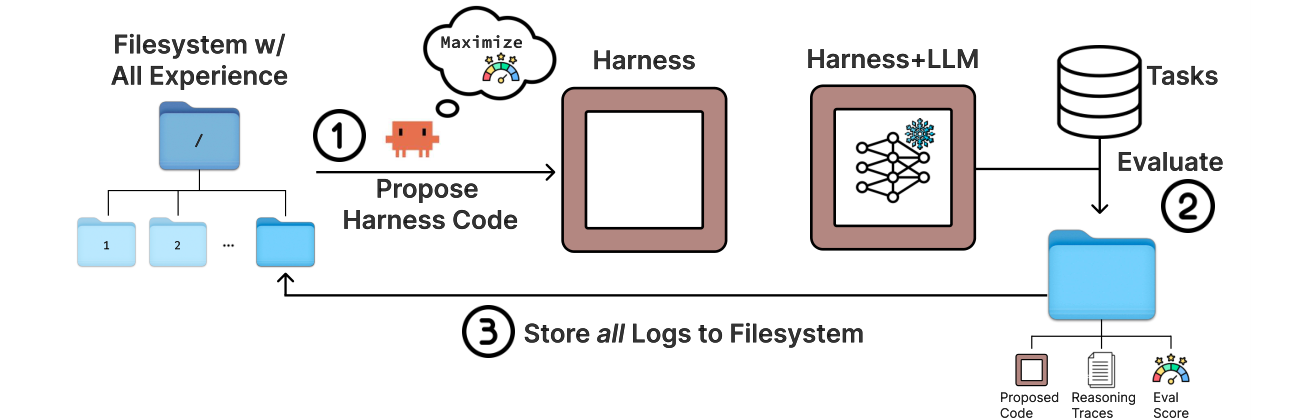 Filesystem w/
All Experience
/
1
2
...
1
Maximize
Propose
Harness Code
Harness
Harness+LLM
Tasks
Evaluate
2
3 Store all Logs to Filesystem
Proposed
Code
Reasoning
Traces
Eval
Score